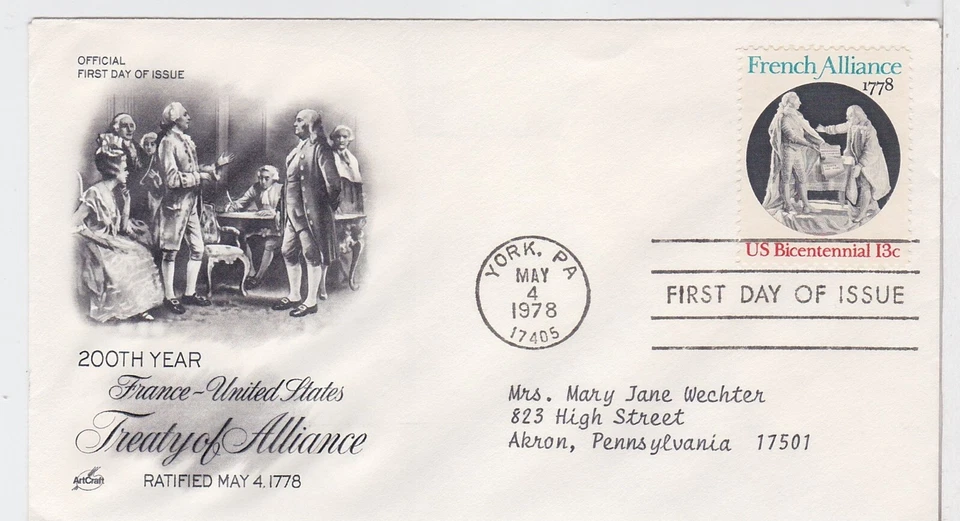 OFFICIAL
FIRST DAY OF ISSUE
French Alliance
1778
US Bicentennial 13c
YORK, PA
MAY
4
1978
17405
FIRST DAY OF ISSUE
200TH YEAR
France-United States
Treaty of Alliance
RATIFIED MAY 4, 1778
ArtCraft
Mrs. Mary Jane Wechter
823 High Street
Akron, Pennsylvania 17501